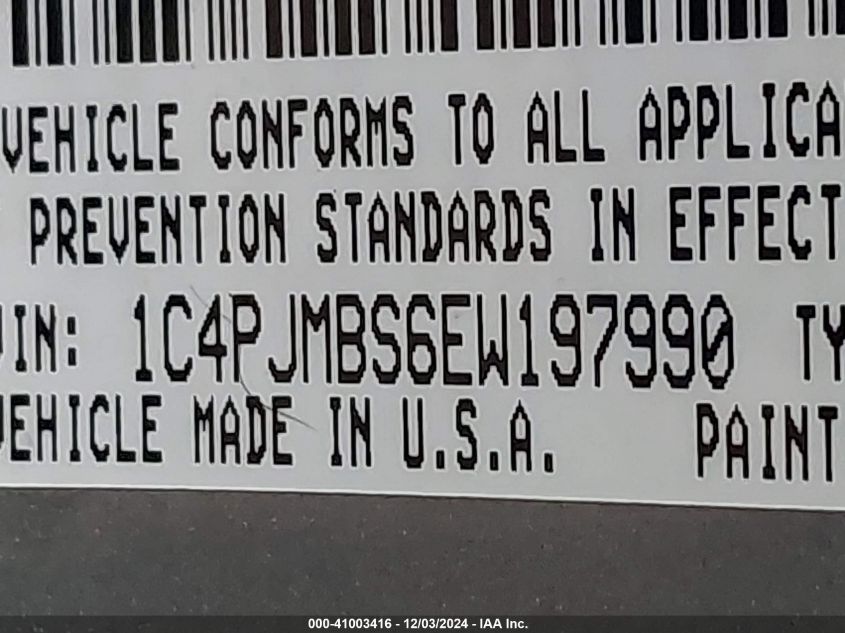 VEHICLE CONFORMS TO ALL APPLICA
PREVENTION STANDARDS IN EFFECT
VIN: 1C4PJMBS6EW197990 TY
VEHICLE MADE IN U.S.A. PAINT
000-41003416 - 12/03/2024 - IAA Inc.